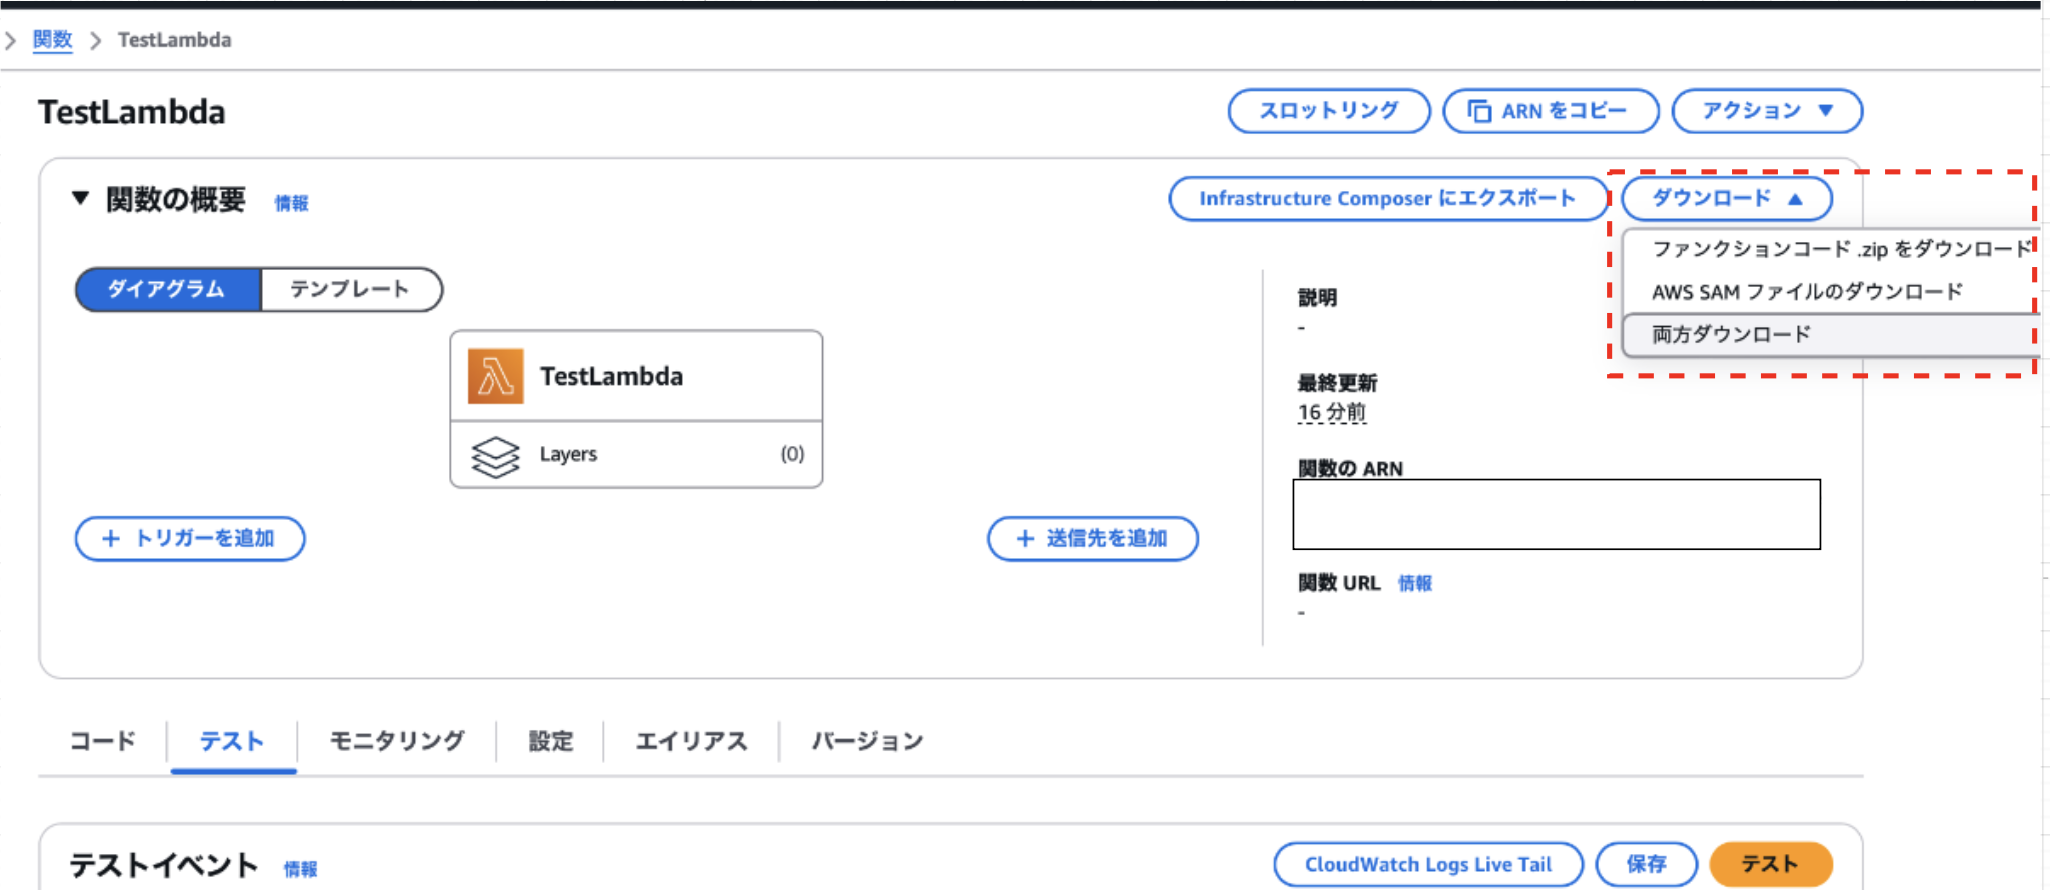 関数 TestLambda
TestLambda
スロットリング
ARN をコピー
アクション
関数の概要 情報
Infrastructure Composer にエクスポート
ダウンロード
ファンクションコード .zip をダウンロード
AWS SAM ファイルのダウンロード
両方ダウンロード
ダイアグラム
テンプレート
TestLambda
Layers (0)
トリガーを追加
送信先を追加
説明
-
最終更新
16 分前
関数の ARN
関数 URL 情報
-
コード
テスト
モニタリング
設定
エイリアス
バージョン
テストイベント 情報
CloudWatch Logs Live Tail
保存
テスト